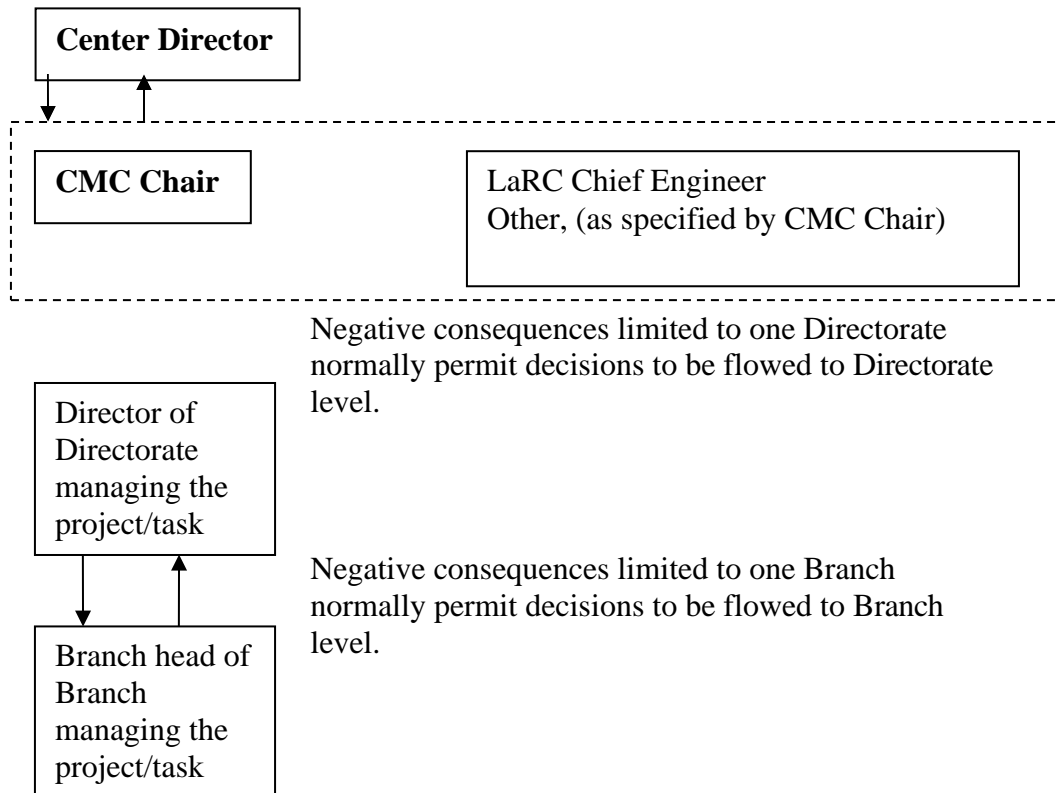 Center Director
CMC Chair
LaRC Chief Engineer
Other, (as specified by CMC Chair)
Negative consequences limited to one Directorate
normally permit decisions to be flowed to Directorate
level.
Director of
Directorate
managing the
project/task
Negative consequences limited to one Branch
normally permit decisions to be flowed to Branch
level.
Branch head of
Branch
managing the
project/task